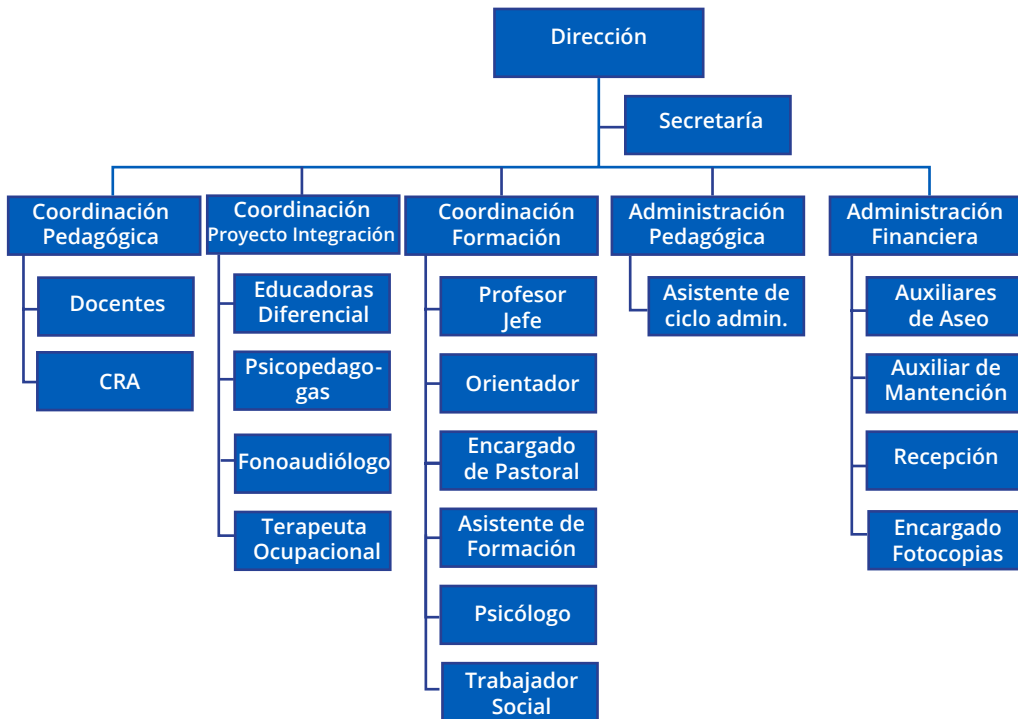 Dirección
Secretaría
Coordinación
Pedagógica
Docentes
CRA
Coordinación
Proyecto Integración
Educadoras
Diferencial
Psicopedago-
gas
Fonoaudiólogo
Terapeuta
Ocupacional
Coordinación
Formación
Profesor
Jefe
Orientador
Encargado
de Pastoral
Asistente de
Formación
Psicólogo
Trabajador
Social
Administración
Pedagógica
Asistente de
ciclo admin.
Administración
Financiera
Auxiliares
de Aseo
Auxiliar de
Mantención
Recepción
Encargado
Fotocopias